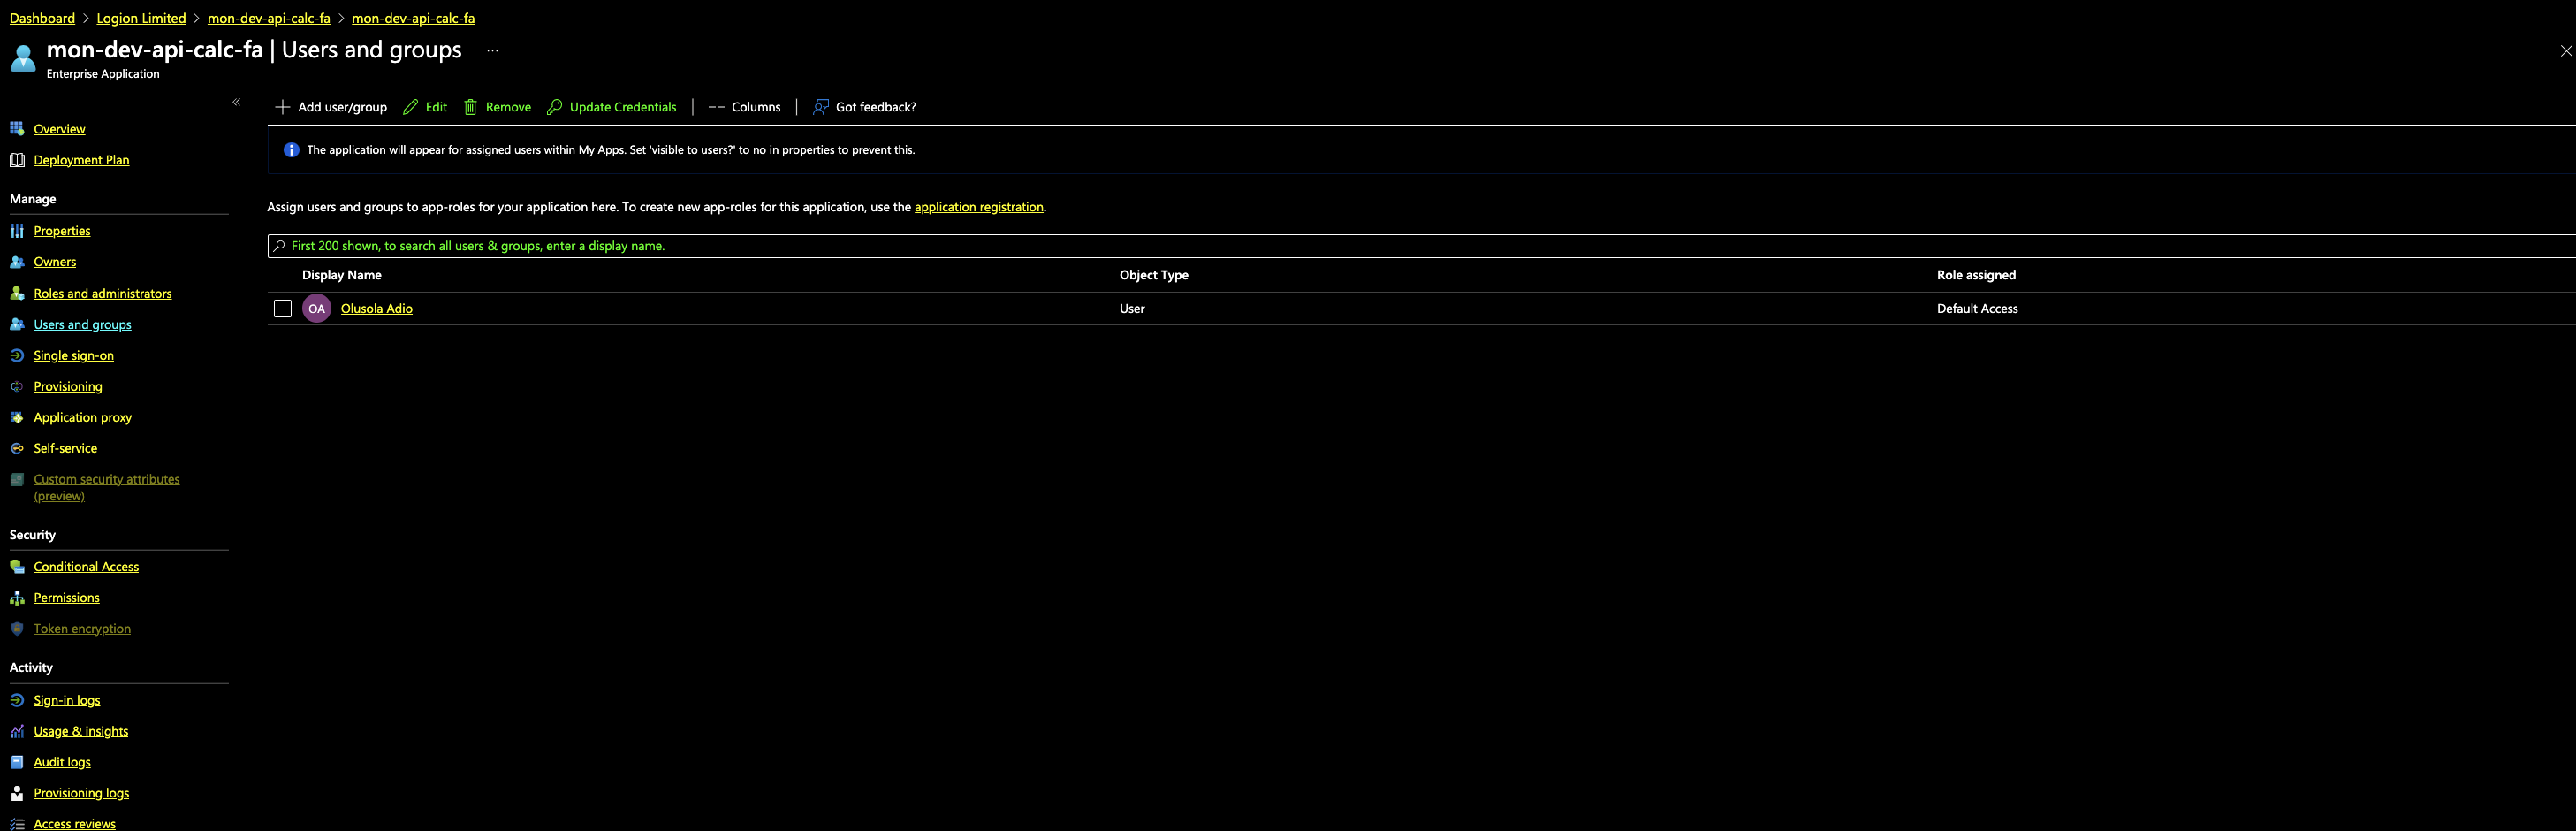 Dashboard > Logion Limited > mon-dev-api-calc-fa > mon-dev-api-calc-fa
mon-dev-api-calc-fa | Users and groups ...
Enterprise Application
Overview
Deployment Plan
Manage
Properties
Owners
Roles and administrators
Users and groups
Single sign-on
Provisioning
Application proxy
Self-service
Custom security attributes
(preview)
Security
Conditional Access
Permissions
Token encryption
Activity
Sign-in logs
Usage & insights
Audit logs
Provisioning logs
Access reviews
Add user/group Edit Remove Update Credentials | Columns | Got feedback?
The application will appear for assigned users within My Apps. Set 'visible to users?' to no in properties to prevent this.
Assign users and groups to app-roles for your application here. To create new app-roles for this application, use the application registration.
First 200 shown, to search all users & groups, enter a display name.
Display Name Object Type Role assigned
OA Olusola Adio User Default Access